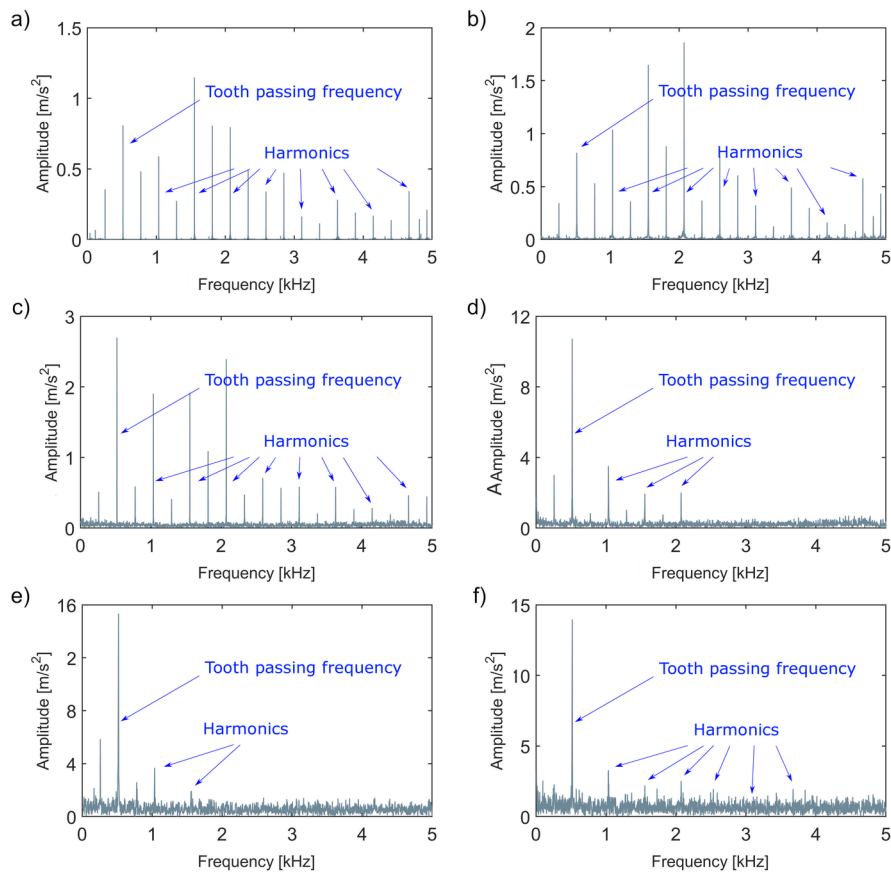 a)
1.5
1
0.5
0
Amplitude [m/s²]
Tooth passing frequency
Harmonics
0 1 2 3 4 5
Frequency [kHz]
b)
2
1.5
1
0.5
0
Amplitude [m/s²]
Tooth passing frequency
Harmonics
0 1 2 3 4 5
Frequency [kHz]
c)
3
2
1
0
Amplitude [m/s²]
Tooth passing frequency
Harmonics
0 1 2 3 4 5
Frequency [kHz]
d)
12
8
4
0
AAmplitude [m/s²]
Tooth passing frequency
Harmonics
0 1 2 3 4 5
Frequency [kHz]
e)
16
2
8
4
0
Amplitude [m/s²]
Tooth passing frequency
Harmonics
0 1 2 3 4 5
Frequency [kHz]
f)
15
10
5
0
Amplitude [m/s²]
Tooth passing frequency
Harmonics
0 1 2 3 4 5
Frequency [kHz]